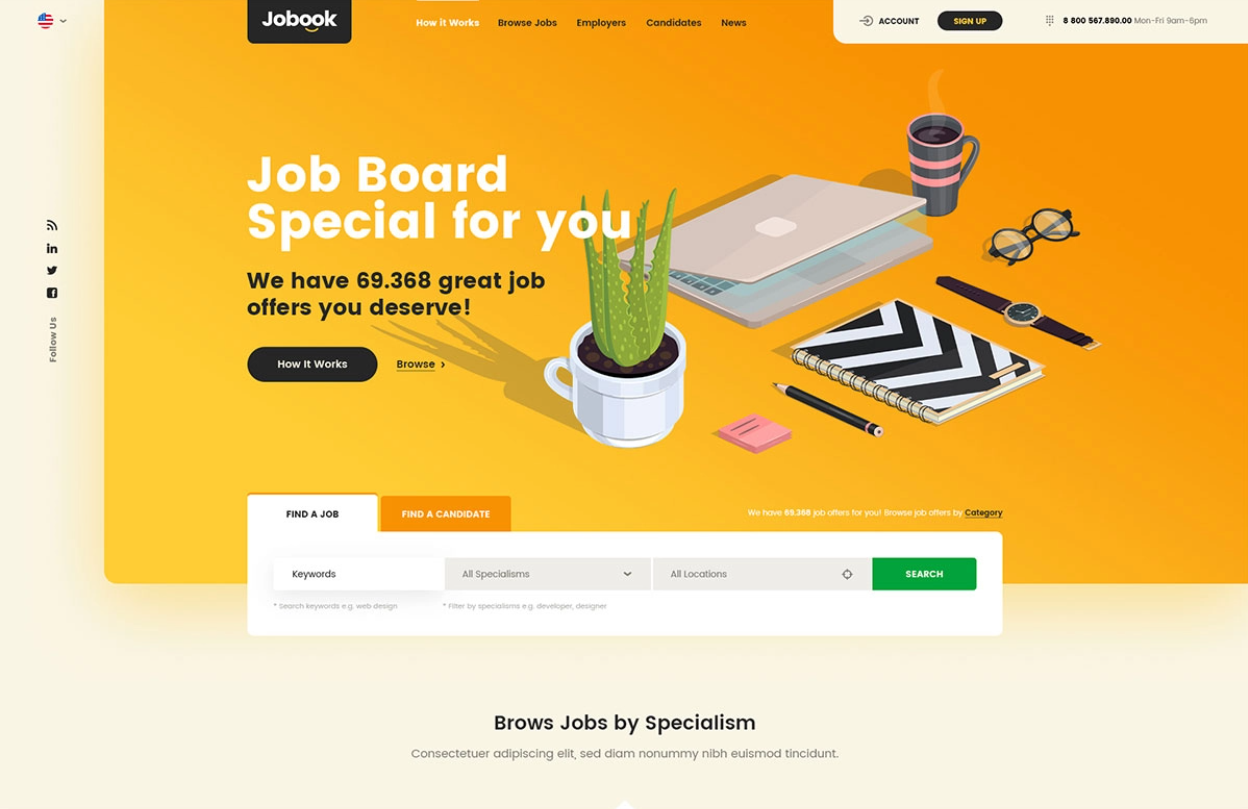 Jobook
How It Works Browse Jobs Employers Candidates News
ACCOUNT
SIGN UP
8 800 567.890.00 Mon-Fri 9am-6pm
Job Board
Special for you
We have 69.368 great job
offers you deserve!
How It Works
Browse ›
Follow Us
FIND A JOB
FIND A CANDIDATE
We have 69.368 job offers for you! Browse job offers by Category
Keywords
All Specialisms
All Locations
SEARCH
* Search keywords e.g. web design
* Filter by specialisms e.g. developer, designer
Brows Jobs by Specialism
Consectetuer adipiscing elit, sed diam nonummy nibh euismod tincidunt.